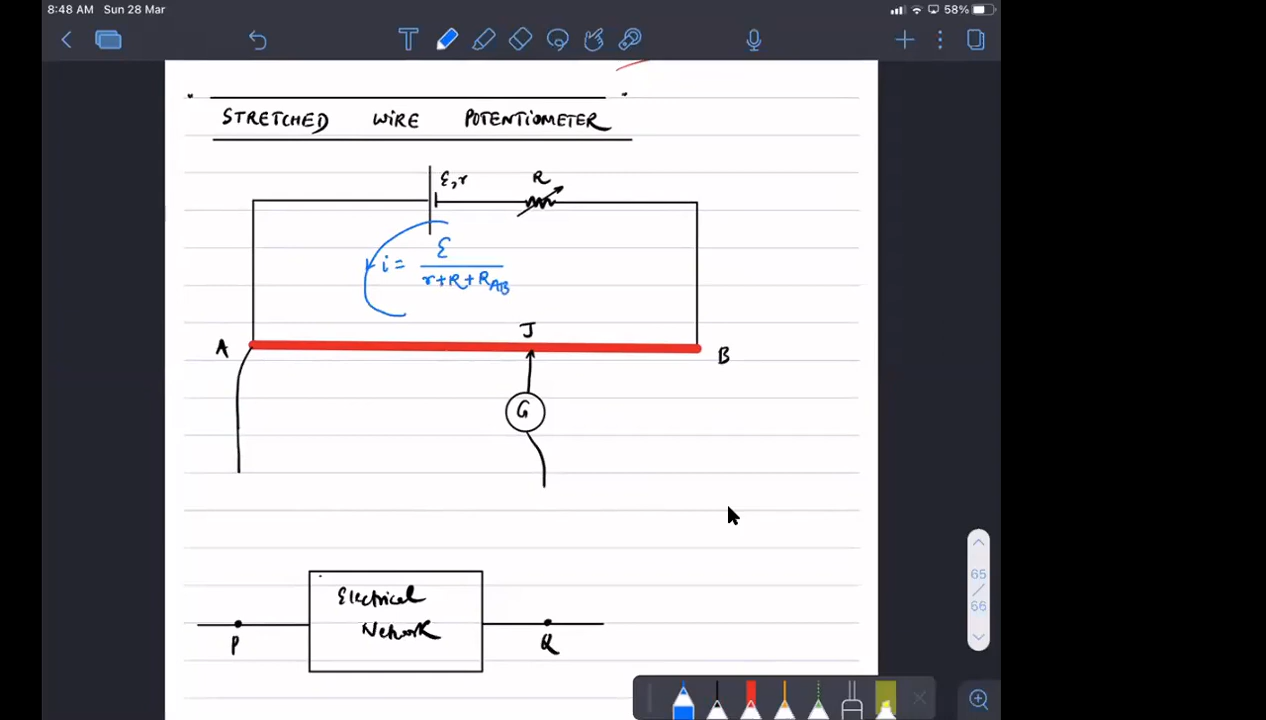 8:48 AM Sun 28 Mar
58%
STRETCHED WIRE POTENTIOMETER
ε, r
R
i = ε / r+R+R_AB
J
A
B
G
65
/
66
Electrical
Network
P
Q